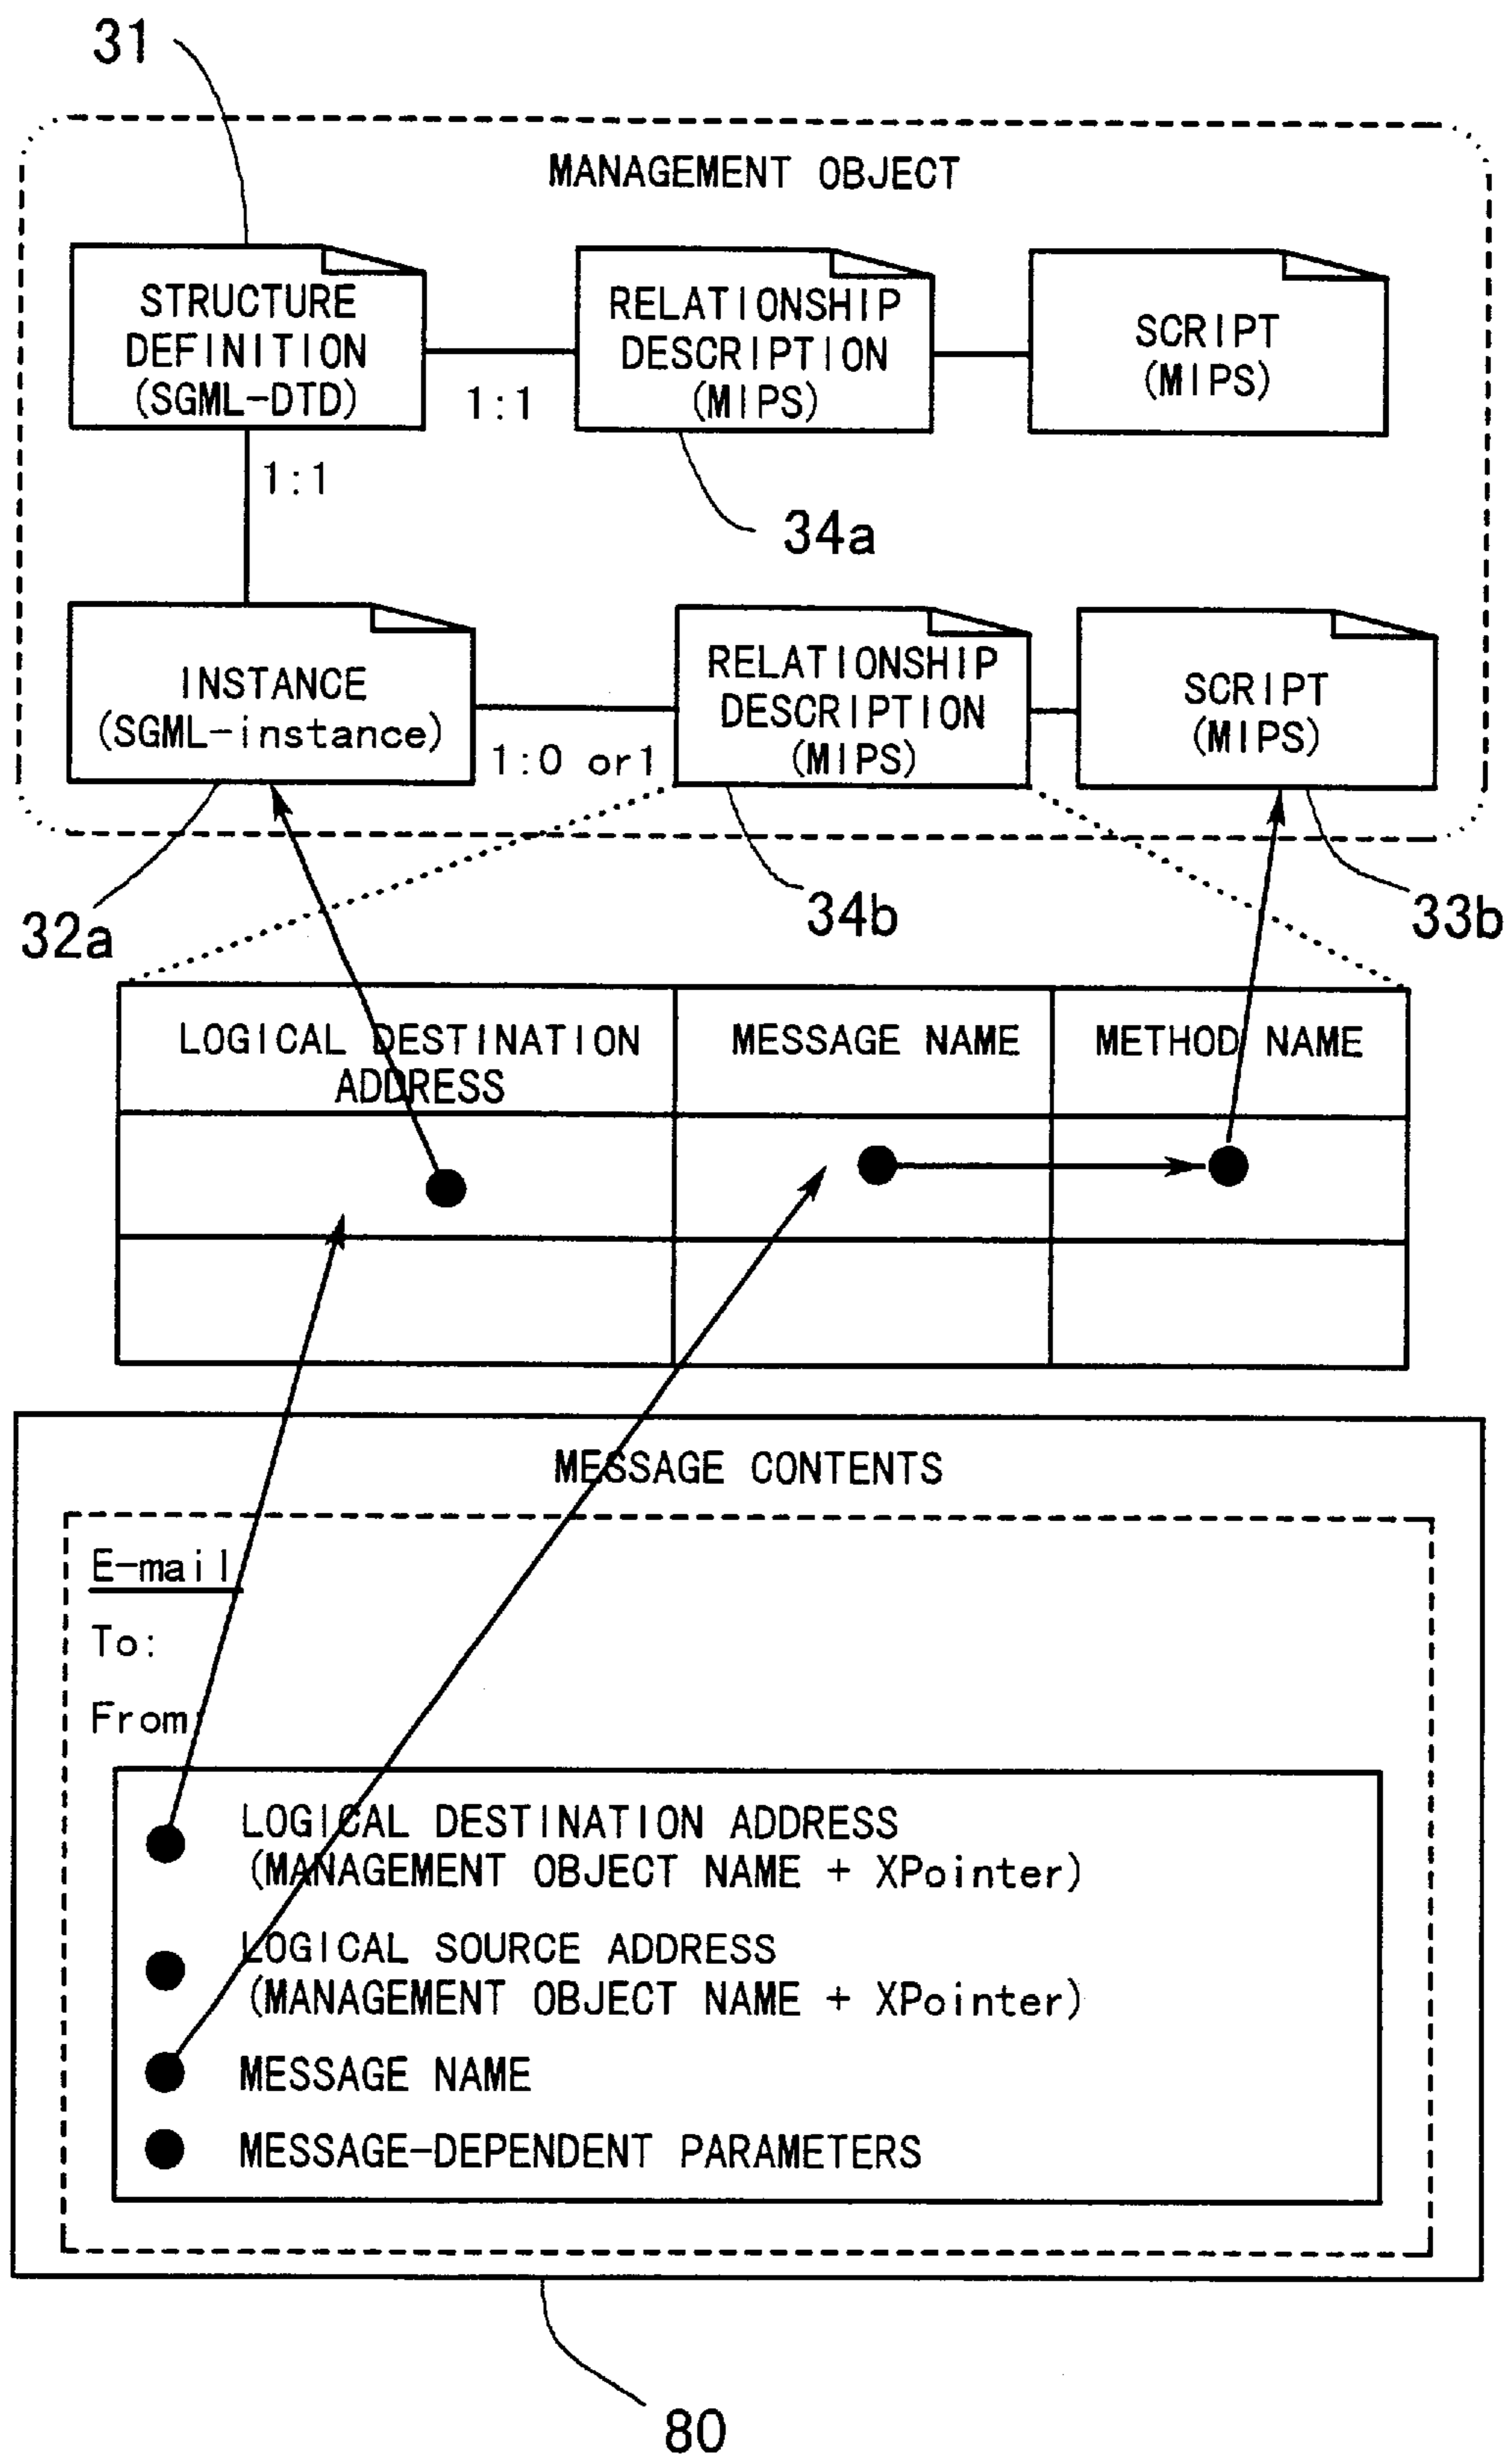 31
MANAGEMENT OBJECT
STRUCTURE
DEFINITION
(SGML-DTD)
1:1
RELATIONSHIP
DESCRIPTION
(MIPS)
SCRIPT
(MIPS)
1:1
34a
INSTANCE
(SGML-instance)
1:0 or1
RELATIONSHIP
DESCRIPTION
(MIPS)
SCRIPT
(MIPS)
32a
34b
33b
LOGICAL DESTINATION
ADDRESS
MESSAGE NAME
METHOD NAME
MESSAGE CONTENTS
E-mail
To:
From:
LOGICAL DESTINATION ADDRESS
(MANAGEMENT OBJECT NAME + XPointer)
LOGICAL SOURCE ADDRESS
(MANAGEMENT OBJECT NAME + XPointer)
MESSAGE NAME
MESSAGE-DEPENDENT PARAMETERS
80